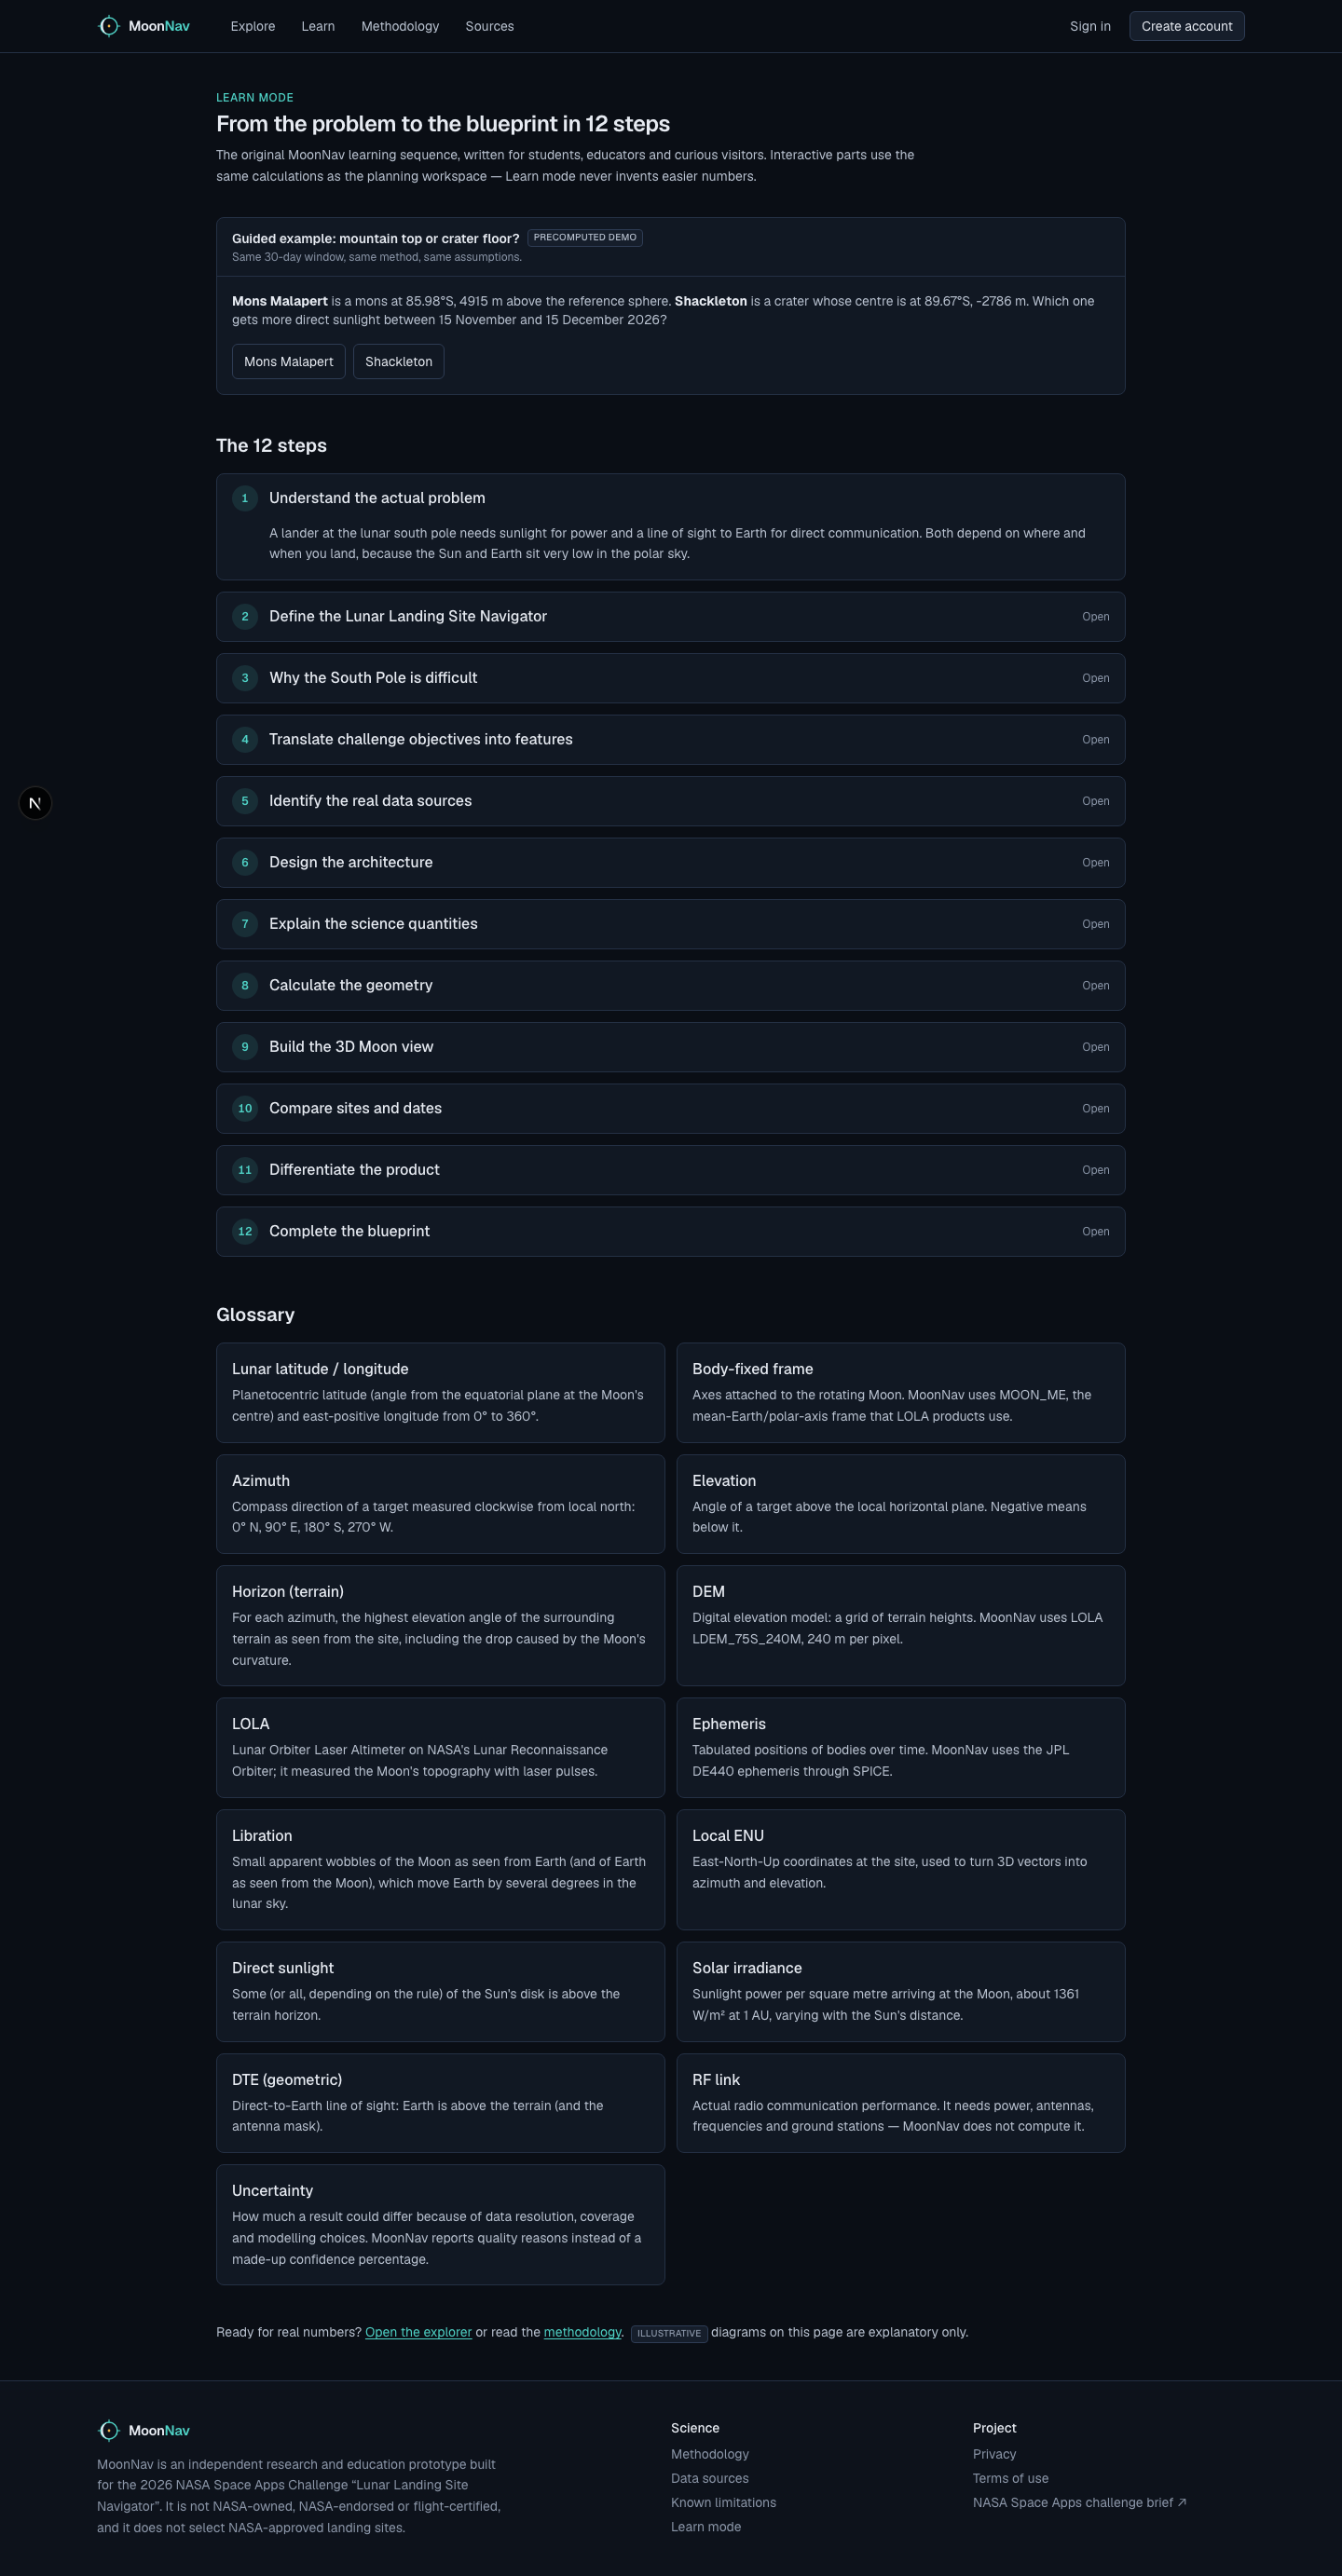 MoonNav
Explore
Learn
Methodology
Sources
Sign in
Create account
LEARN MODE
From the problem to the blueprint in 12 steps
The original MoonNav learning sequence, written for students, educators and curious visitors. Interactive parts use the
same calculations as the planning workspace — Learn mode never invents easier numbers.
Guided example: mountain top or crater floor? PRECOMPUTED DEMO
Same 30-day window, same method, same assumptions.
Mons Malapert is a mons at 85.98°S, 4915 m above the reference sphere. Shackleton is a crater whose centre is at 89.67°S, -2786 m. Which one
gets more direct sunlight between 15 November and 15 December 2026?
Mons Malapert
Shackleton
The 12 steps
1 Understand the actual problem
A lander at the lunar south pole needs sunlight for power and a line of sight to Earth for direct communication. Both depend on where and
when you land, because the Sun and Earth sit very low in the polar sky.
2 Define the Lunar Landing Site Navigator Open
3 Why the South Pole is difficult Open
4 Translate challenge objectives into features Open
5 Identify the real data sources Open
N
6 Design the architecture Open
7 Explain the science quantities Open
8 Calculate the geometry Open
9 Build the 3D Moon view Open
10 Compare sites and dates Open
11 Differentiate the product Open
12 Complete the blueprint Open
Glossary
Lunar latitude / longitude
Planetocentric latitude (angle from the equatorial plane at the Moon's
centre) and east-positive longitude from 0° to 360°.
Body-fixed frame
Axes attached to the rotating Moon. MoonNav uses MOON_ME, the
mean-Earth/polar-axis frame that LOLA products use.
Azimuth
Compass direction of a target measured clockwise from local north:
0° N, 90° E, 180° S, 270° W.
Elevation
Angle of a target above the local horizontal plane. Negative means
below it.
Horizon (terrain)
For each azimuth, the highest elevation angle of the surrounding
terrain as seen from the site, including the drop caused by the Moon's
curvature.
DEM
Digital elevation model: a grid of terrain heights. MoonNav uses LOLA
LDEM_75S_240M, 240 m per pixel.
LOLA
Lunar Orbiter Laser Altimeter on NASA's Lunar Reconnaissance
Orbiter; it measured the Moon's topography with laser pulses.
Ephemeris
Tabulated positions of bodies over time. MoonNav uses the JPL
DE440 ephemeris through SPICE.
Libration
Small apparent wobbles of the Moon as seen from Earth (and of Earth
as seen from the Moon), which move Earth by several degrees in the
lunar sky.
Local ENU
East-North-Up coordinates at the site, used to turn 3D vectors into
azimuth and elevation.
Direct sunlight
Some (or all, depending on the rule) of the Sun's disk is above the
terrain horizon.
Solar irradiance
Sunlight power per square metre arriving at the Moon, about 1361
W/m² at 1 AU, varying with the Sun's distance.
DTE (geometric)
Direct-to-Earth line of sight: Earth is above the terrain (and the
antenna mask).
RF link
Actual radio communication performance. It needs power, antennas,
frequencies and ground stations — MoonNav does not compute it.
Uncertainty
How much a result could differ because of data resolution, coverage
and modelling choices. MoonNav reports quality reasons instead of a
made-up confidence percentage.
Ready for real numbers? Open the explorer or read the methodology. ILLUSTRATIVE diagrams on this page are explanatory only.
MoonNav
MoonNav is an independent research and education prototype built
for the 2026 NASA Space Apps Challenge “Lunar Landing Site
Navigator”. It is not NASA-owned, NASA-endorsed or flight-certified,
and it does not select NASA-approved landing sites.
Science
Methodology
Data sources
Known limitations
Learn mode
Project
Privacy
Terms of use
NASA Space Apps challenge brief ↗